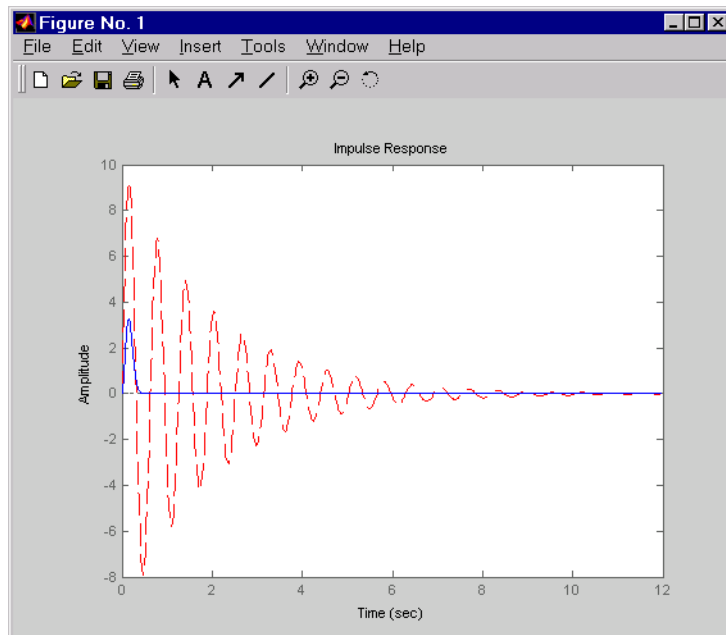 Figure No. 1
File Edit View Insert Tools Window Help
A
Impulse Response
10
8
6
4
2
0
-2
-4
-6
-8
Amplitude
0 2 4 6 8 10 12
Time (sec)